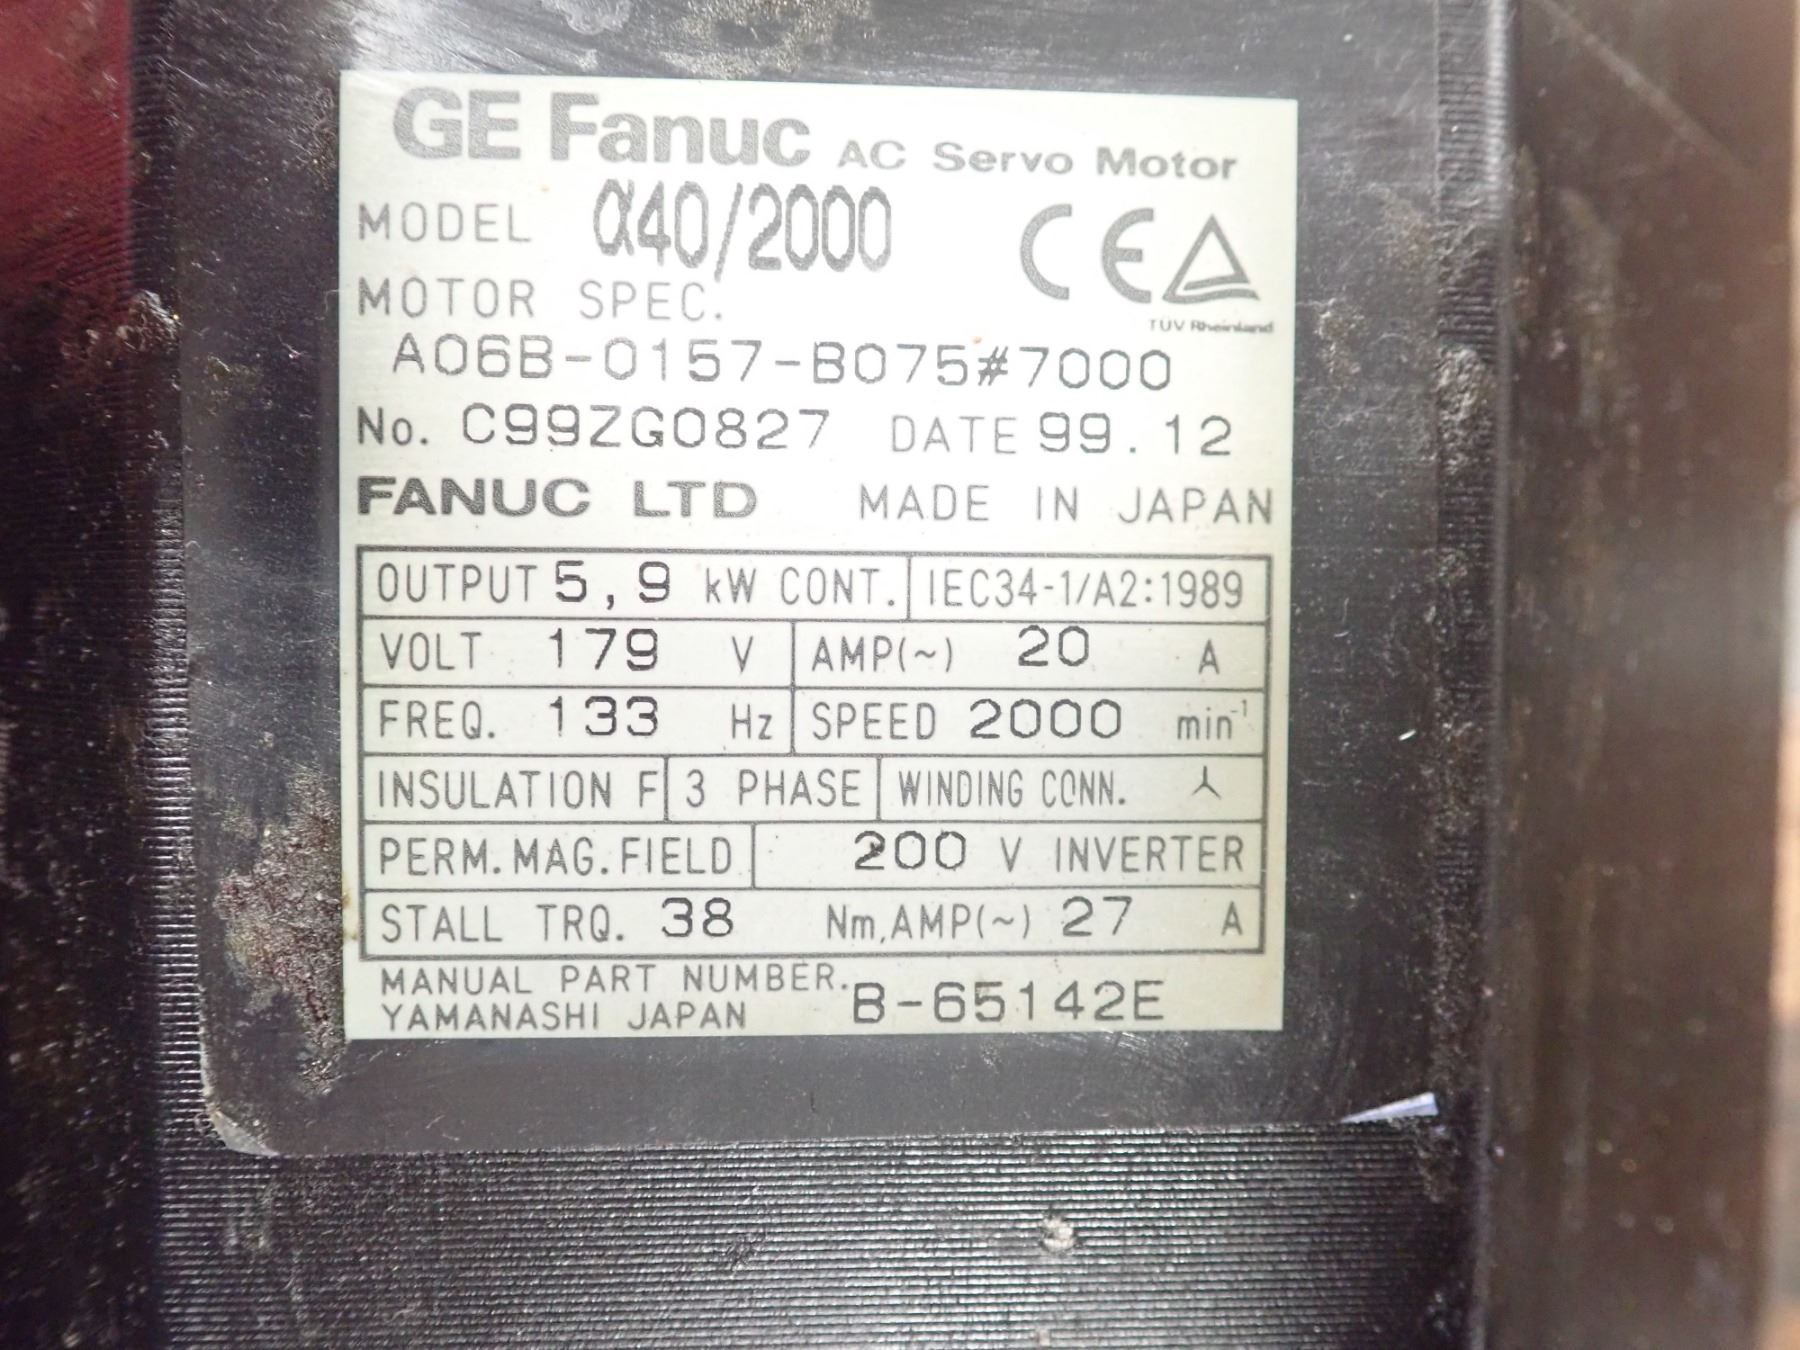 GE Fanuc AC Servo Motor
MODEL α40/2000
CE
TÜV Rheinland
MOTOR SPEC.
A06B-0157-B075#7000
No. C99ZG0827 DATE 99.12
FANUC LTD MADE IN JAPAN
OUTPUT 5,9 kW CONT. IEC34-1/A2:1989
VOLT 179 V AMP(~) 20 A
FREQ. 133 Hz SPEED 2000 min-1
INSULATION F 3 PHASE WINDING CONN.
PERM.MAG.FIELD 200 V INVERTER
STALL TRQ. 38 Nm,AMP(~) 27 A
MANUAL PART NUMBER. B-65142E
YAMANASHI JAPAN